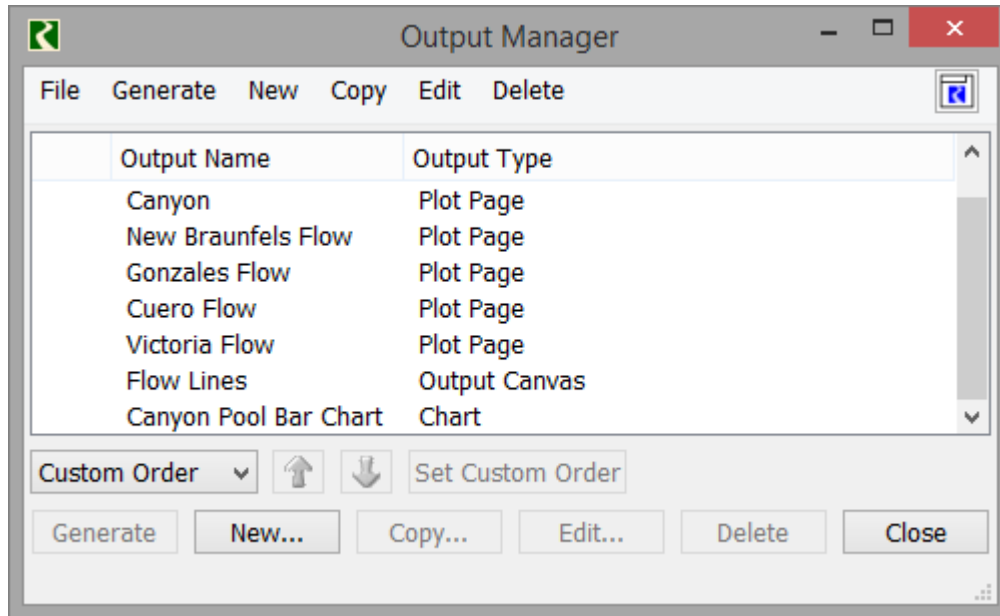 Output Manager
File Generate New Copy Edit Delete
Output Name Output Type
Canyon Plot Page
New Braunfels Flow Plot Page
Gonzales Flow Plot Page
Cuero Flow Plot Page
Victoria Flow Plot Page
Flow Lines Output Canvas
Canyon Pool Bar Chart Chart
Custom Order Set Custom Order
Generate New... Copy... Edit... Delete Close